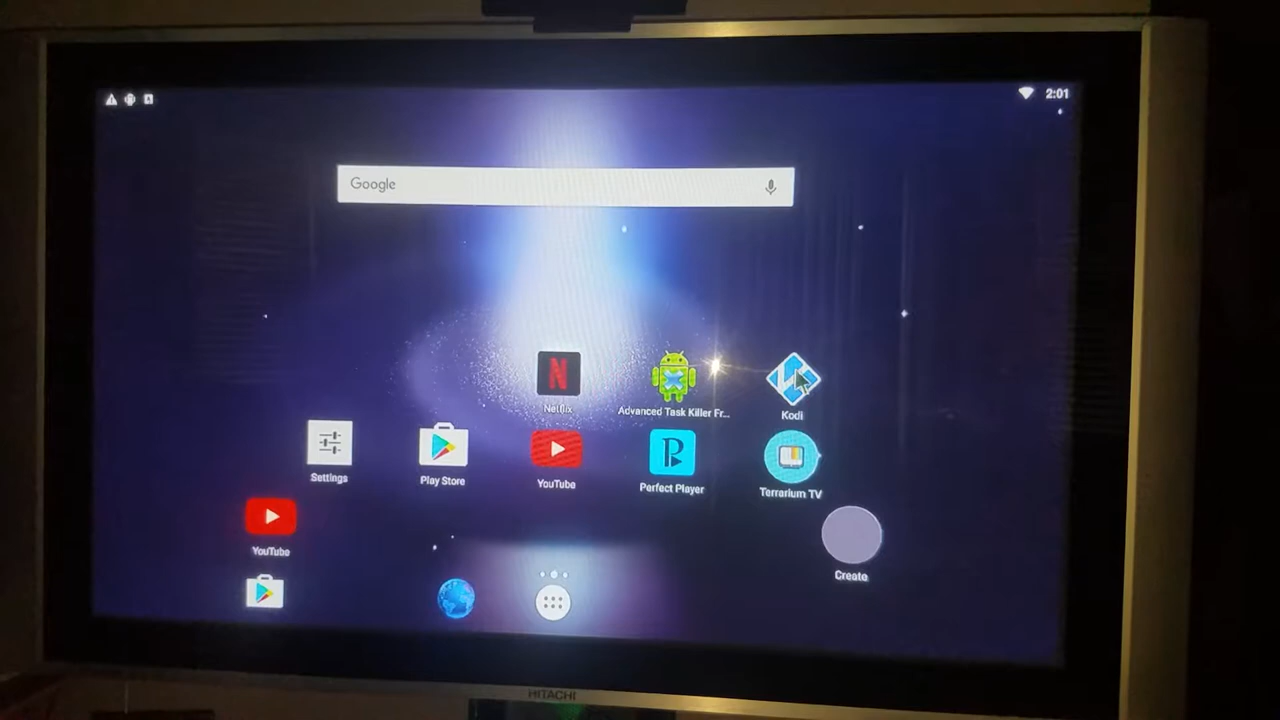 2:01
Google
Netflix
Advanced Task Killer Fr...
Kodi
Settings
Play Store
YouTube
Perfect Player
Terrarium TV
YouTube
Create
HITACHI